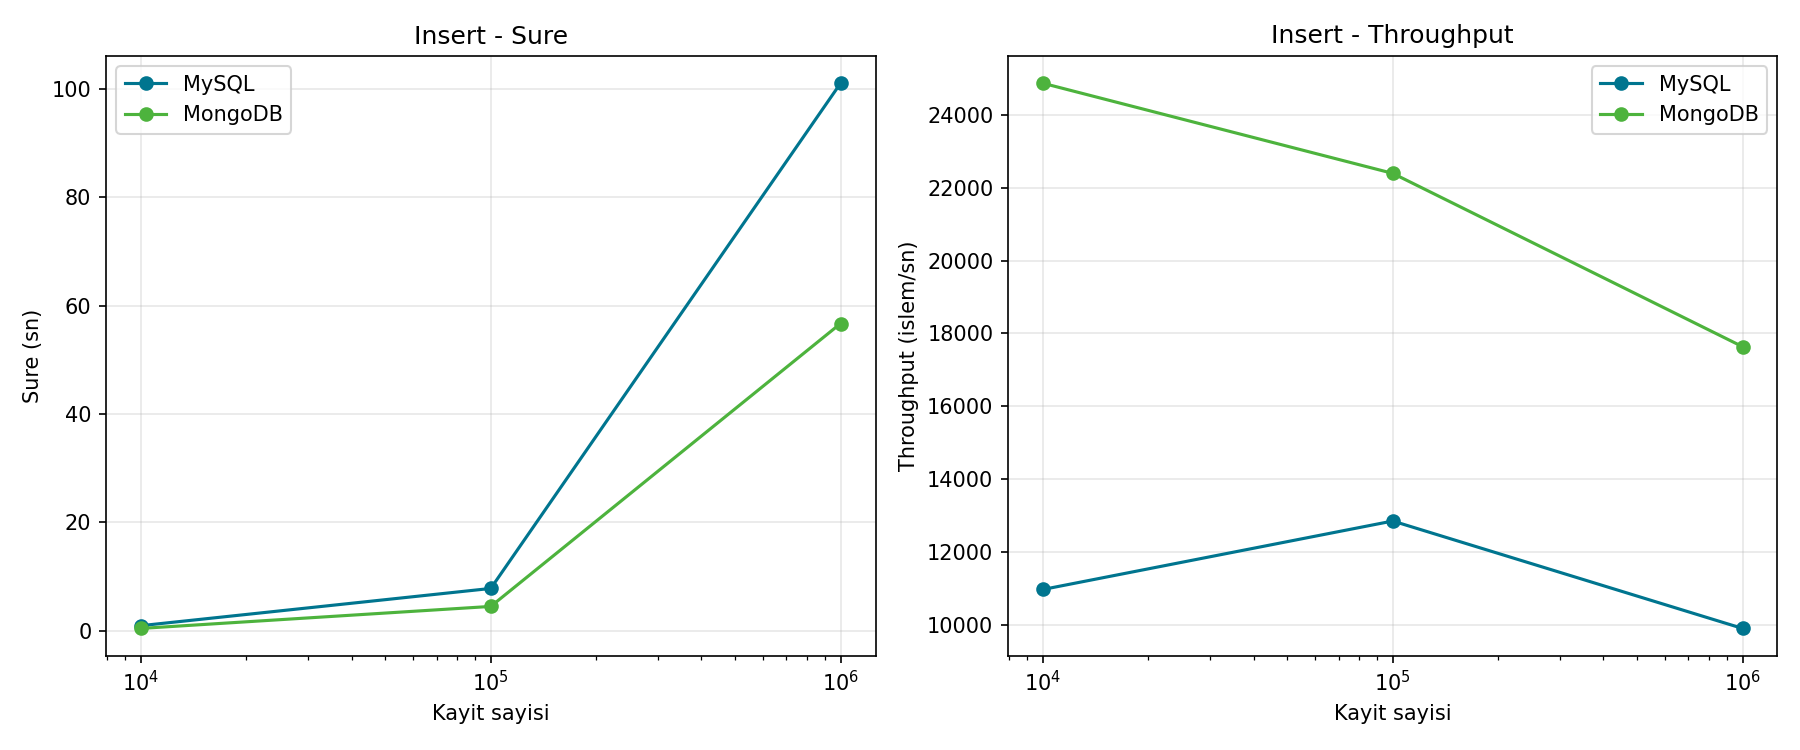 Insert - Sure
MySQL
MongoDB
Sure (sn)
100
80
60
40
20
0
10⁴
10⁵
10⁶
Kayit sayisi
Insert - Throughput
MySQL
MongoDB
Throughput (islem/sn)
24000
22000
20000
18000
16000
14000
12000
10000
10⁴
10⁵
10⁶
Kayit sayisi